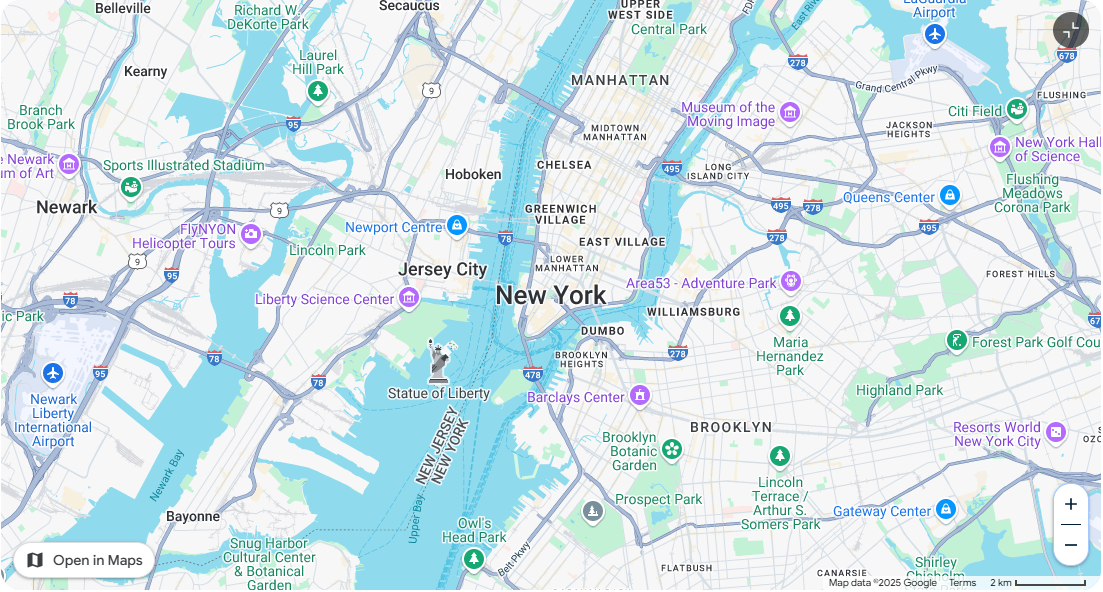 Belleville
Richard W.
DeKorte Park
Secaucus
UPPER
WEST SIDE
Central Park
East River
LaGuardia
Airport
Kearny
Laurel
Hill Park
9
MANHATTAN
278
678
Grand Central Pkwy
FLUSHING
Branch
Brook Park
95
Museum of the
Moving Image
MIDTOWN
MANHATTAN
JACKSON
HEIGHTS
Citi Field
e Newark
um of Art
Sports Illustrated Stadium
Hoboken
CHELSEA
495
LONG
ISLAND CITY
New York Hall
of Science
Flushing
Meadows
Corona Park
Newark
9
GREENWICH
VILLAGE
495
278
Queens Center
FlyNYON
Helicopter Tours
Newport Centre
78
278
495
Lincoln Park
EAST VILLAGE
9
95
Jersey City
LOWER
MANHATTAN
FOREST HILLS
78
Liberty Science Center
New York
Area53 - Adventure Park
ic Park
WILLIAMSBURG
67
DUMBO
Maria
Hernandez
Park
Forest Park Golf Cou
78
BROOKLYN
HEIGHTS
278
95
78
Statue of Liberty
478
Barclays Center
Highland Park
Newark
Liberty
International
Airport
NEW JERSEY
NEW YORK
BROOKLYN
Resorts World
New York City
OZO
Brooklyn
Botanic
Garden
Newark Bay
Lincoln
Terrace /
Arthur S.
Somers Park
Upper Bay
Prospect Park
Gateway Center
Bayonne
Owl's
Head Park
+
Snug Harbor
Cultural Center
& Botanical
Garden
Belt Pkwy
−
Open in Maps
FLATBUSH
CANARSIE
Shirley
Chisholm
Map data ©2025 Google
Terms
2 km